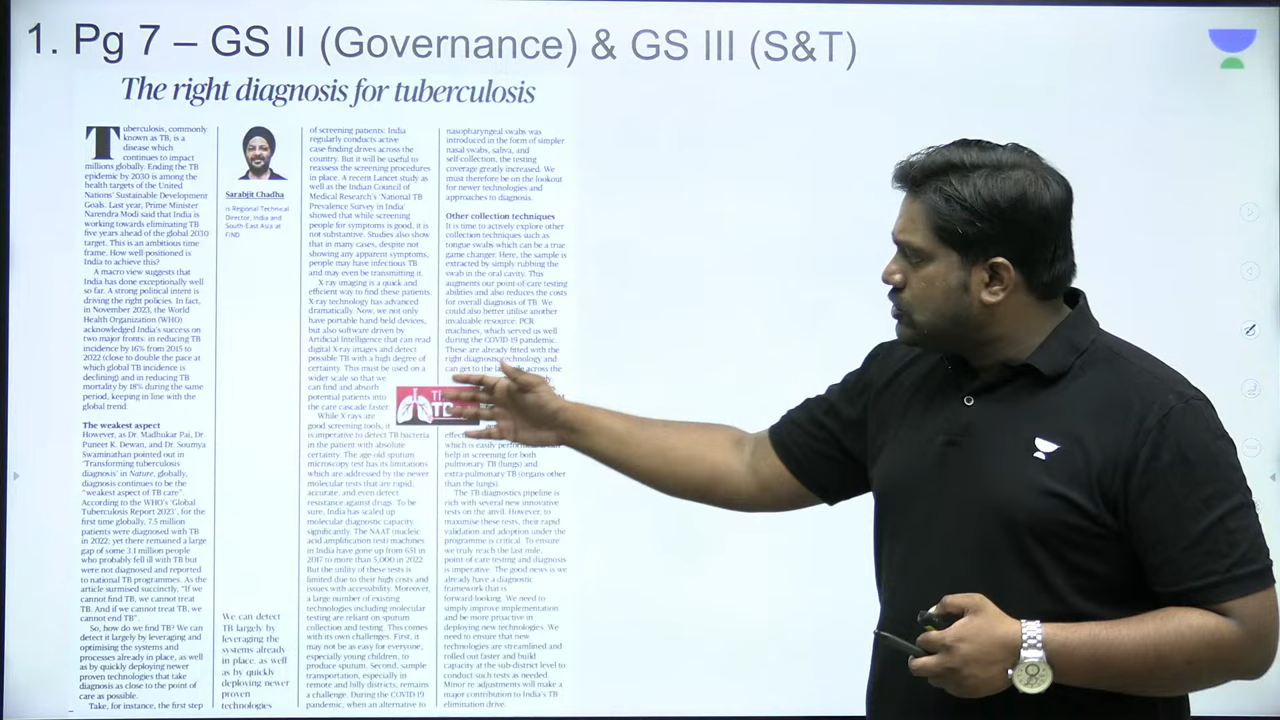 1. Pg 7 – GS II (Governance) & GS III (S&T)
The right diagnosis for tuberculosis
Tuberculosis, commonly
known as TB, is a
disease which
continues to impact
millions globally. Ending the TB
epidemic by 2030 is among the
health targets of the United
Nations' Sustainable Development
Goals. Last year, Prime Minister
Narendra Modi said that India is
working towards eliminating TB
five years ahead of the global 2030
target. This is an ambitious time
frame. How well positioned is
India to achieve this?
A macro view suggests that
India has done exceptionally well
so far. A strong political intent is
driving the right policies. In fact,
in November 2023, the World
Health Organization (WHO)
acknowledged India's success on
two major fronts: in reducing TB
incidence by 16% from 2015 to
2022 (close to double the pace at
which global TB incidence is
declining) and in reducing TB
mortality by 18% during the same
period, keeping in line with the
global trend.
The weakest aspect
However, as Dr. Madhukar Pai, Dr.
Puneet K. Dewan, and Dr. Soumya
Swaminathan pointed out in
'Transforming tuberculosis
diagnosis' in Nature, globally,
diagnosis continues to be the
"weakest aspect of TB care".
According to the WHO's 'Global
Tuberculosis Report 2023', for the
first time globally, 7.5 million
patients were diagnosed with TB
in 2022; yet there remained a large
gap of some 3.1 million people
who probably fell ill with TB but
were not diagnosed and reported
to national TB programmes. As the
article surmised succinctly, "If we
cannot find TB, we cannot treat
TB. And if we cannot treat TB, we
cannot end TB".
So, how do we find TB? We can
detect it largely by leveraging and
optimising the systems and
processes already in place, as well
as by quickly deploying newer
proven technologies that take
diagnosis as close to the point of
care as possible.
Take, for instance, the first step
Sarabjit Chadha
is Regional Technical
Director, India and
South-East Asia at
FIND
We can detect
TB largely by
leveraging the
systems already
in place, as well
as by quickly
deploying newer
proven
technologies
of screening patients: India
regularly conducts active
case finding drives across the
country. But it will be useful to
reassess the screening procedures
in place. A recent Lancet study as
well as the Indian Council of
Medical Research's 'National TB
Prevalence Survey in India'
showed that while screening
people for symptoms is good, it is
not substantive. Studies also show
that in many cases, despite not
showing any apparent symptoms,
people may have infectious TB
and may even be transmitting it.
X-ray imaging is a quick and
efficient way to find these patients.
X-ray technology has advanced
dramatically. Now, we not only
have portable hand held devices,
but also software driven by
Artificial Intelligence that can read
digital X-ray images and detect
possible TB with a high degree of
certainty. This must be used on a
wider scale so that we
can find and absorb
potential patients into
the care cascade faster.
While X-rays are
good screening tools, it
is imperative to detect TB bacteria
in the patient with absolute
certainty. The age old sputum
microscopy test has its limitations
which are addressed by the newer
molecular tests that are rapid,
accurate, and even detect
resistance against drugs. To be
sure, India has scaled up
molecular diagnostic capacity
significantly. The NAAT (nucleic
acid amplification test) machines
in India have gone up from 651 in
2017 to more than 5,000 in 2022.
But the utility of these tests is
limited due to their high costs and
issues with accessibility. Moreover,
a large number of existing
technologies including molecular
testing are reliant on sputum
collection and testing. This comes
with its own challenges. First, it
may not be as easy for everyone,
especially young children, to
produce sputum. Second, sample
transportation, especially in
remote and hilly districts, remains
a challenge. During the COVID-19
pandemic, when an alternative to
nasopharyngeal swabs was
introduced in the form of simpler
nasal swabs, saliva, and
self-collection, the testing
coverage greatly increased. We
must therefore be on the lookout
for newer technologies and
approaches to diagnosis.
Other collection techniques
It is time to actively explore other
collection techniques such as
tongue swabs which can be a true
game changer. Here, the sample is
extracted by simply rubbing the
swab in the oral cavity. This
augments our point of care testing
abilities and also reduces the costs
for overall diagnosis of TB. We
could also better utilise another
invaluable resource: PCR
machines, which served us well
during the COVID-19 pandemic.
These are already fitted with the
right diagnostic technology and
can get to the last mile across the
which is easily
help in screening for both
pulmonary TB (lungs) and
extra-pulmonary TB (organs other
than the lungs).
The TB diagnostics pipeline is
rich with several new innovative
tests on the anvil. However, to
maximise these tests, their rapid
validation and adoption under the
programme is critical. To ensure
we truly reach the last mile,
point of care testing and diagnosis
is imperative. The good news is we
already have a diagnostic
framework that is
forward-looking. We need to
simply improve implementation
and be more proactive in
deploying new technologies. We
need to ensure that new
technologies are streamlined and
rolled out faster and build
capacity at the sub-district level to
conduct such tests as needed.
Minor re-adjustments will make a
major contribution to India's TB
elimination drive.